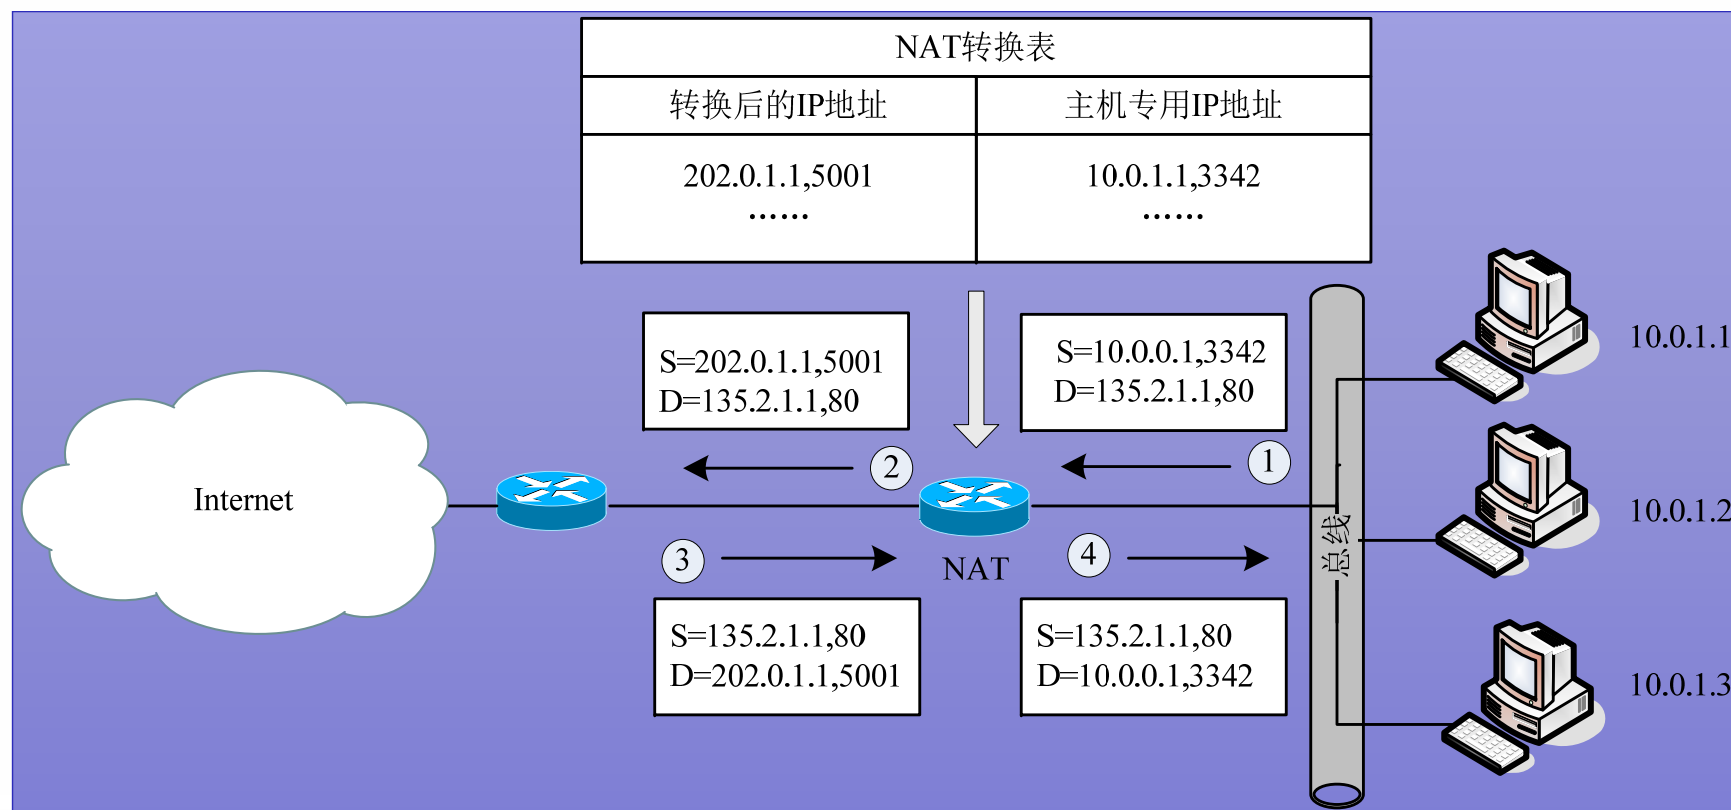 NAT转换表
转换后的IP地址 主机专用IP地址
202.0.1.1,5001 10.0.1.1,3342
…… ……
S=202.0.1.1,5001
D=135.2.1.1,80
S=10.0.0.1,3342
D=135.2.1.1,80
10.0.1.1
2
1
Internet
10.0.1.2
3
NAT
4
总线
S=135.2.1.1,80
D=202.0.1.1,5001
S=135.2.1.1,80
D=10.0.0.1,3342
10.0.1.3